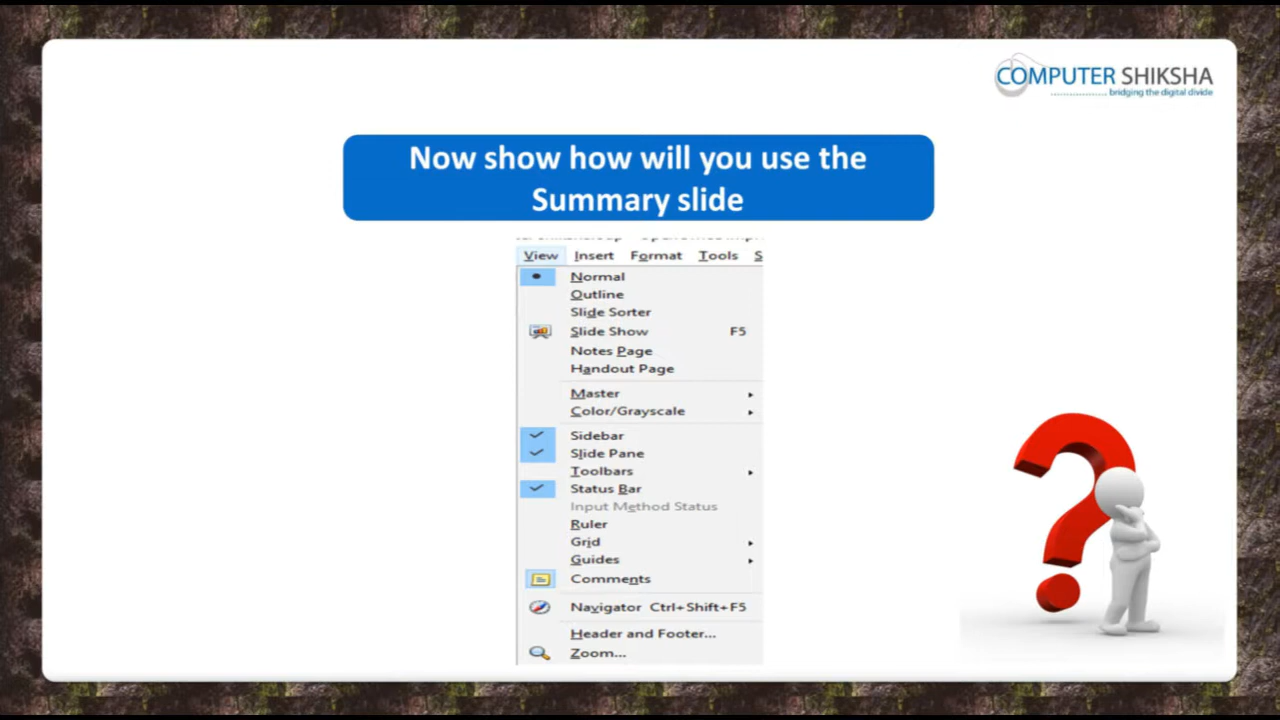 COMPUTER SHIKSHA
bridging the digital divide
Now show how will you use the
Summary slide
View Insert Format Tools S
Normal
Outline
Slide Sorter
Slide Show F5
Notes Page
Handout Page
Master
Color/Grayscale
Sidebar
Slide Pane
Toolbars
Status Bar
Input Method Status
Ruler
Grid
Guides
Comments
Navigator Ctrl+Shift+F5
Header and Footer...
Zoom...